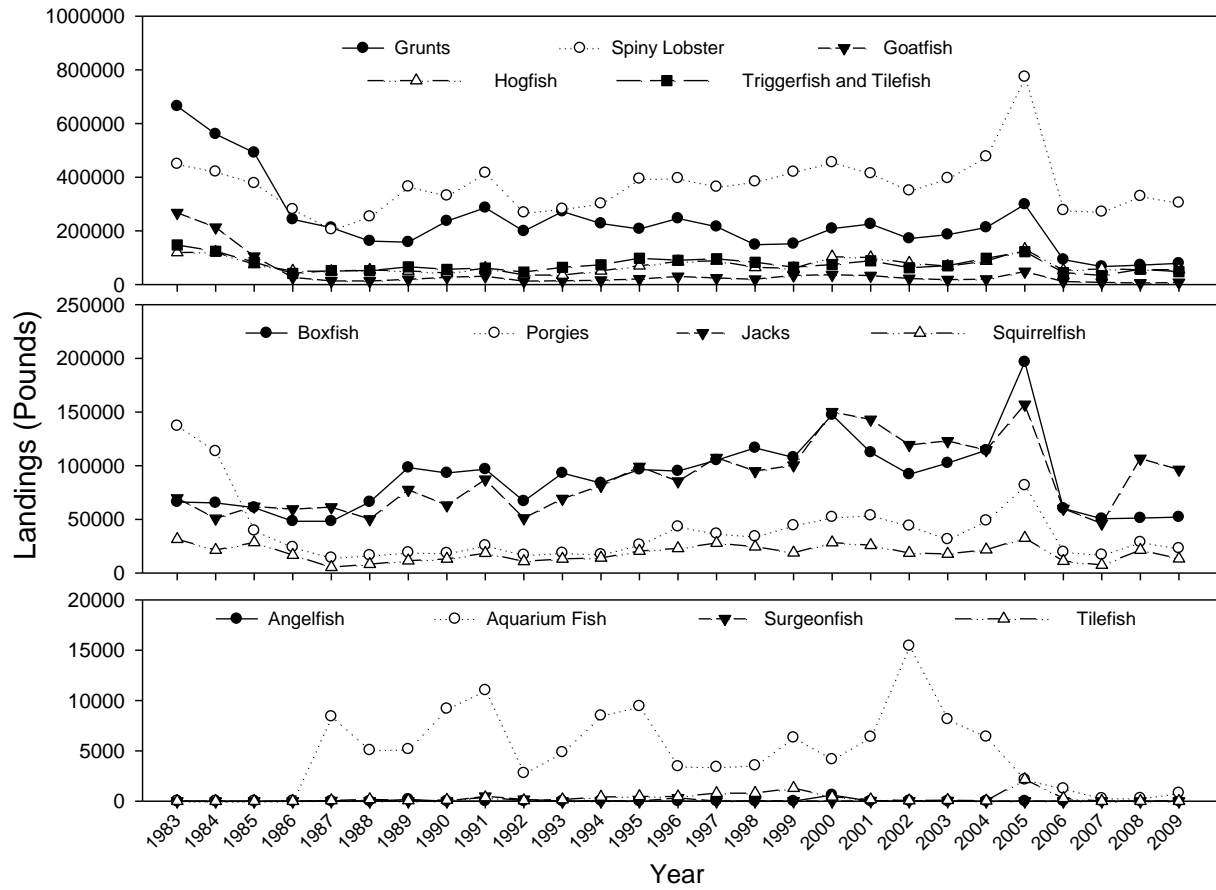 1000000
Grunts Spiny Lobster Goatfish
800000
Hogfish Triggerfish and Tilefish
600000
400000
200000
0
250000
Boxfish Porgies Jacks Squirrelfish
200000
150000
100000
50000
0
Landings (Pounds)
20000
Angelfish Aquarium Fish Surgeonfish Tilefish
15000
10000
5000
0
1983 1984 1985 1986 1987 1988 1989 1990 1991 1992 1993 1994 1995 1996 1997 1998 1999 2000 2001 2002 2003 2004 2005 2006 2007 2008 2009
Year